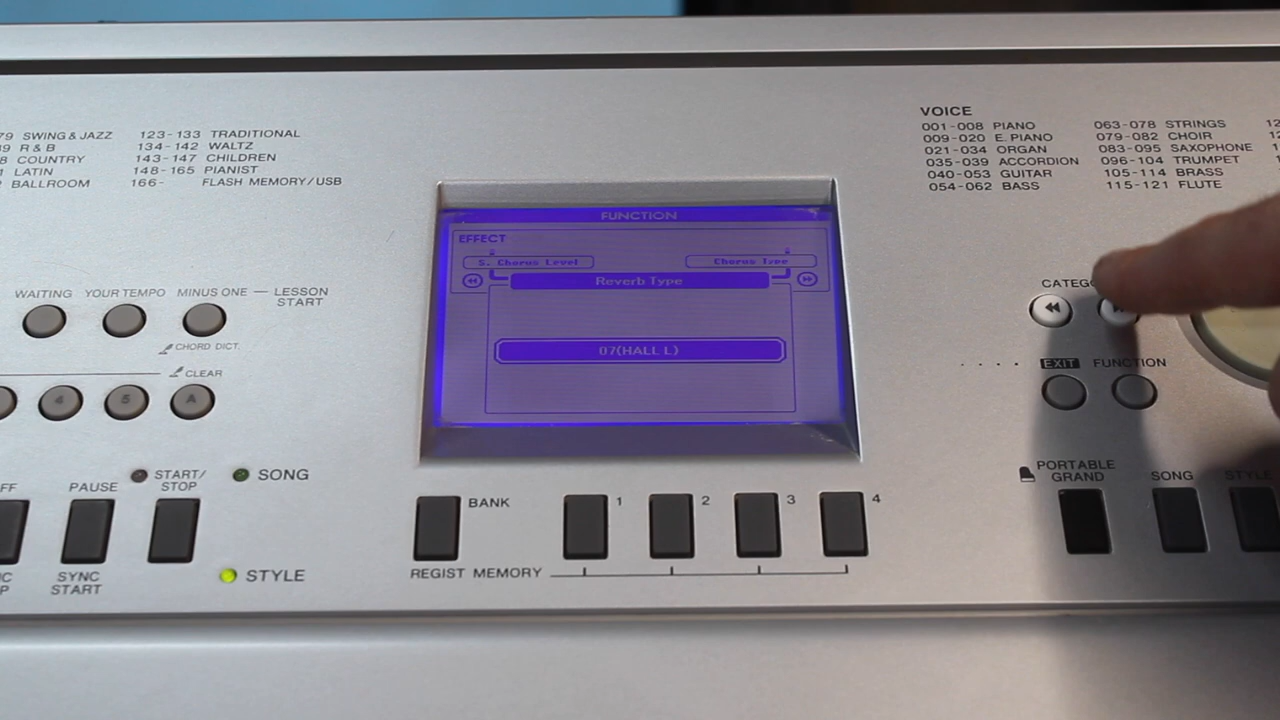 79 SWING & JAZZ
39 R & B
COUNTRY
LATIN
BALLROOM
123-133 TRADITIONAL
134-142 WALTZ
143-147 CHILDREN
148-165 PIANIST
166- FLASH MEMORY/USB
VOICE
001-008 PIANO
009-020 E. PIANO
021-034 ORGAN
035-039 ACCORDION
040-053 GUITAR
054-062 BASS
063-078 STRINGS
079-082 CHOIR
083-095 SAXOPHONE
096-104 TRUMPET
105-114 BRASS
115-121 FLUTE
FUNCTION
EFFECT
S. Chorus Level
Chorus Type
Reverb Type
07(HALL L)
WAITING
YOUR TEMPO
MINUS ONE
LESSON
START
CHORD DICT.
CLEAR
4
5
A
CATEG
EXIT
FUNCTION
PORTABLE
GRAND
SONG
STYLE
START/
STOP
SONG
PAUSE
SYNC
START
STYLE
BANK
1
2
3
4
REGIST MEMORY